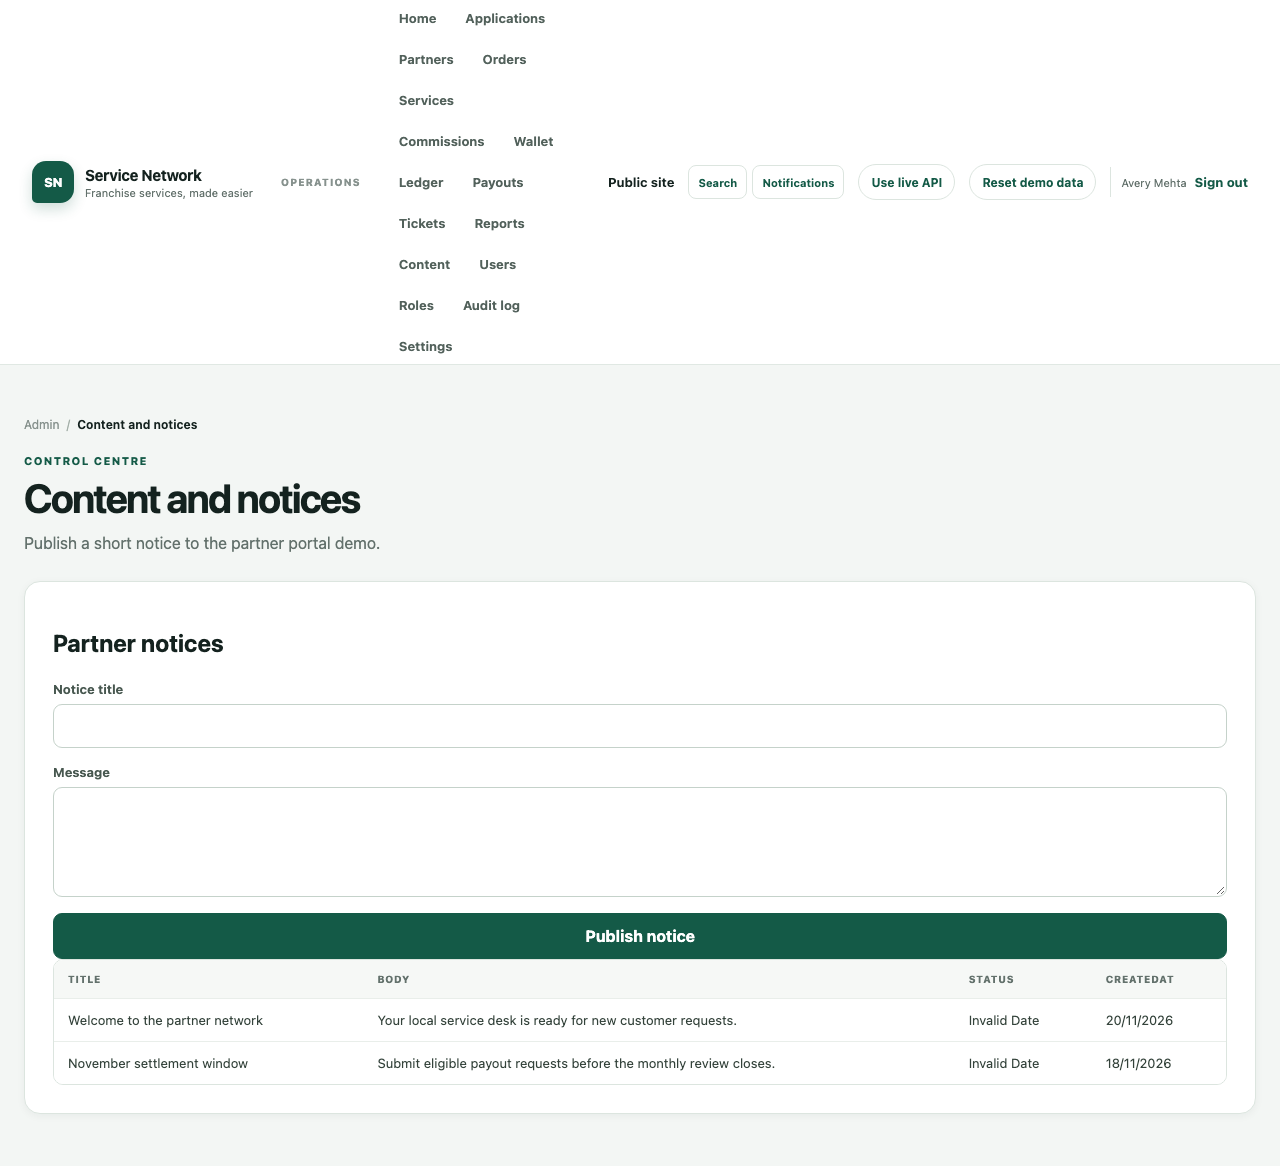 Home Applications
Partners Orders
Services
Commissions Wallet
SN Service Network
Franchise services, made easier
OPERATIONS
Ledger Payouts
Public site Search Notifications Use live API Reset demo data Avery Mehta Sign out
Tickets Reports
Content Users
Roles Audit log
Settings
Admin / Content and notices
CONTROL CENTRE
Content and notices
Publish a short notice to the partner portal demo.
Partner notices
Notice title
Message
Publish notice
TITLE BODY STATUS CREATEDAT
Welcome to the partner network Your local service desk is ready for new customer requests. Invalid Date 20/11/2026
November settlement window Submit eligible payout requests before the monthly review closes. Invalid Date 18/11/2026